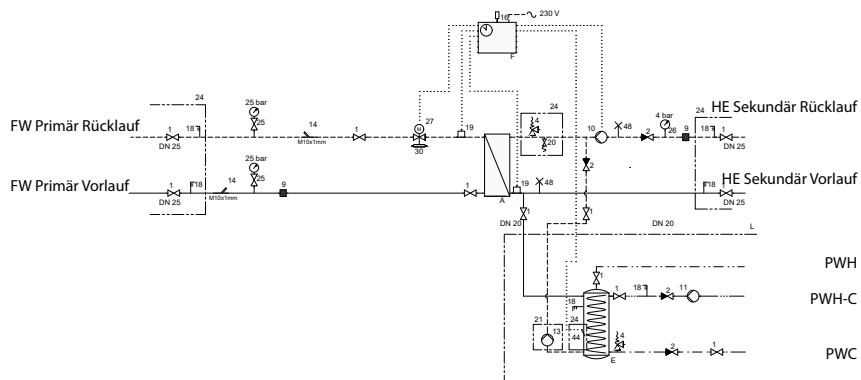 16 230 V
F
24 25 bar 27 24 4 bar 24 HE Sekundär Rücklauf
FW Primär Rücklauf 1 18 25 14 1 M 19 4 20 10 48 2 26 9 18 1
DN 25 M10x1mm 30 DN 25
25 bar 2
FW Primär Vorlauf 1 18 14 25 9 1 19 48 18 1 HE Sekundär Vorlauf
DN 25 M10x1mm A DN 25
1 1
DN 20 DN 20 L
1 PWH
18 1 18 2 11 PWH-C
21 24
13 44 4 2 1 PWC
E